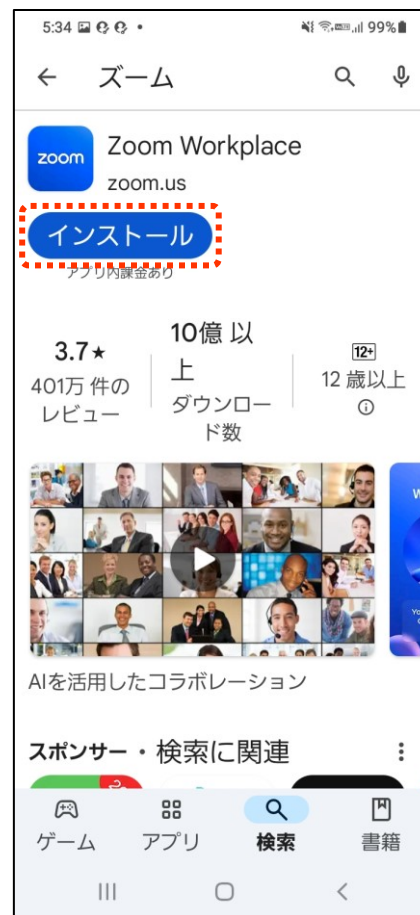 5:34 99%
ズーム
zoom
Zoom Workplace
zoom.us
インストール
アプリ内課金あり
3.7★
401万 件の
レビュー
10億 以
上
ダウンロー
ド数
12+
12 歳以上
AIを活用したコラボレーション
スポンサー・検索に関連
ゲーム アプリ 検索 書籍